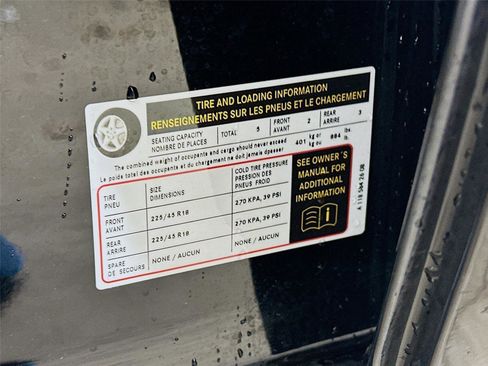 TIRE AND LOADING INFORMATION
RENSEIGNEMENTS SUR LES PNEUS ET LE CHARGEMENT
SEATING CAPACITY
NOMBRE DE PLACES
TOTAL 5
FRONT
AVANT
2
REAR
ARRIÈRE
3
The combined weight of occupants and cargo should never exceed
Le poids total des occupants et du chargement ne doit jamais dépasser
401 kg or
kg ou
884 lbs.
lb.
TIRE
PNEU
SIZE
DIMENSIONS
COLD TIRE PRESSURE
PRESSION DES
PNEUS FROID
FRONT
AVANT
225/45 R18
270 KPA, 39 PSI
REAR
ARRIERE
225/45 R18
270 KPA, 39 PSI
SPARE
DE SECOURS
NONE / AUCUN
NONE / AUCUN
SEE OWNER´S
MANUAL FOR
ADDITIONAL
INFORMATION
A 118 584 26 08